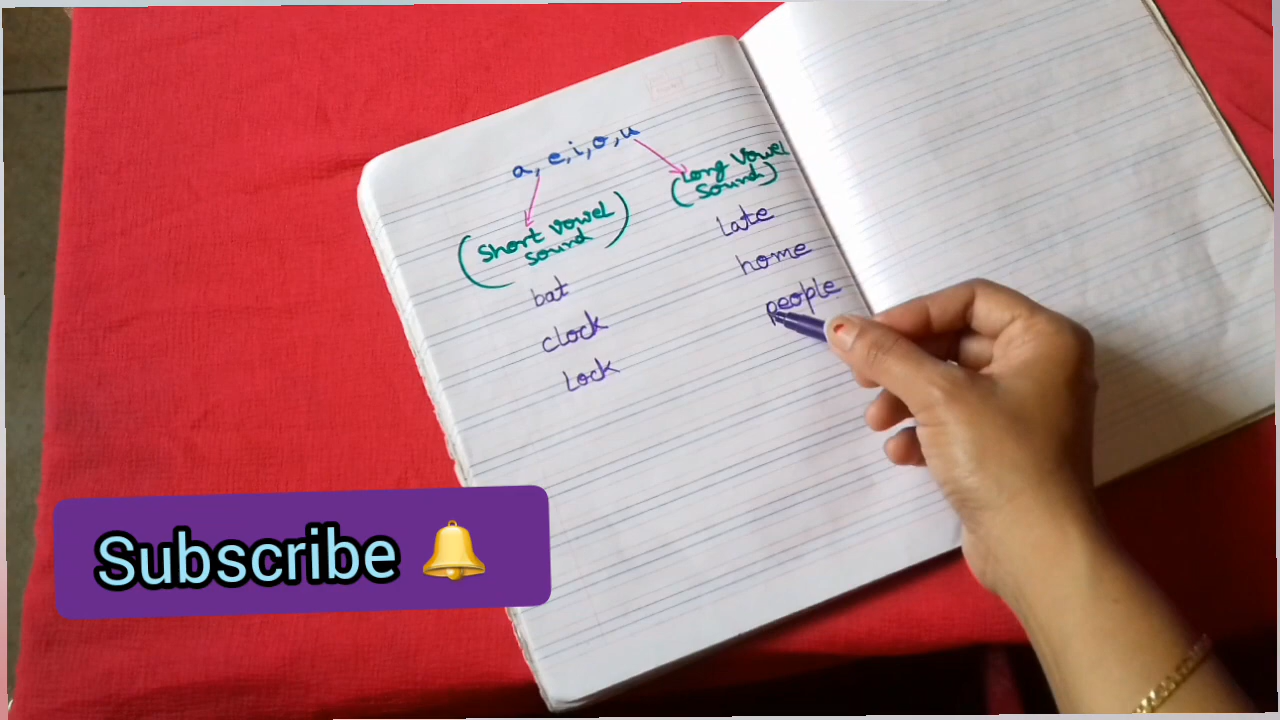 a, e, i, o, u
(Short vowel
sound)
bat
clock
Lock
(Long vowel
sound)
late
home
people
Subscribe 🔔